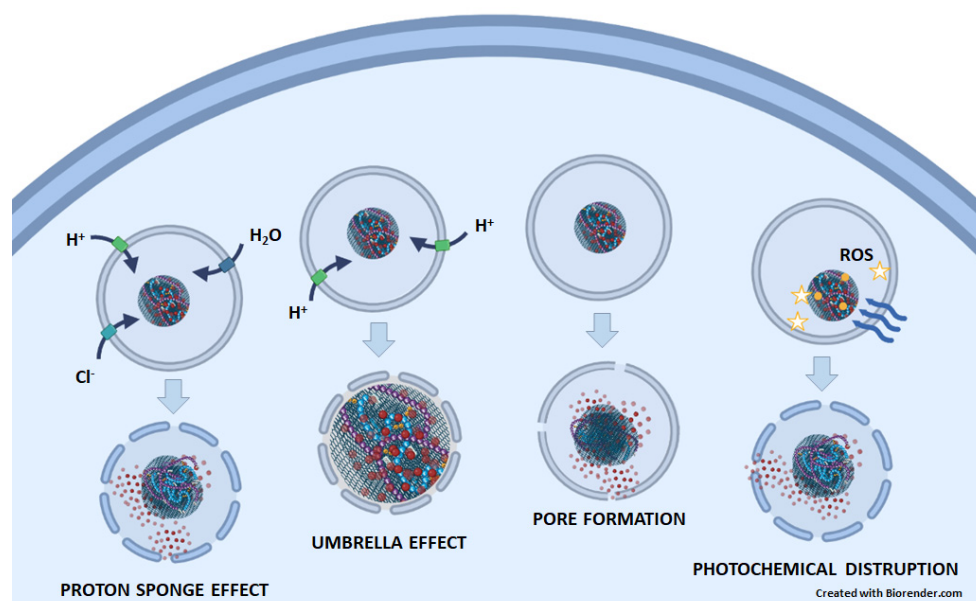 H⁺
H₂O
Cl⁻
PROTON SPONGE EFFECT
H⁺
H⁺
UMBRELLA EFFECT
PORE FORMATION
ROS
PHOTOCHEMICAL DISTRUPTION
Created with Biorender.com